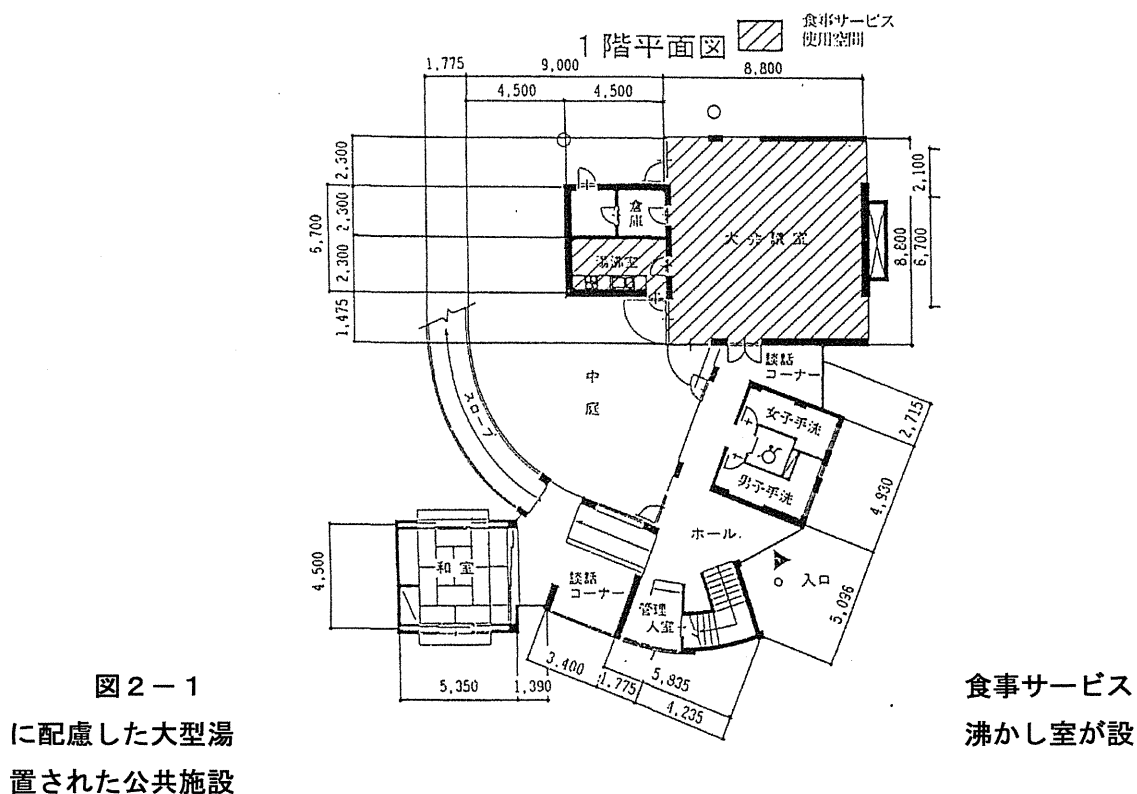 1階平面図
食事サービス
使用空間
1,775
9,000
8,800
4,500
4,500
2,300
2,300
2,300
1,475
6,700
2,100
8,800
6,700
倉庫
大会議室
湯沸室
談話
コーナー
中庭
スロープ
女子手洗
男子手洗
2,715
4,930
5,096
ホール
入口
和室
4,500
談話
コーナー
管理
人室
5,350
1,390
3,400
1,775
5,835
4,235
図2－1
食事サービス
に配慮した大型湯
沸かし室が設
置された公共施設